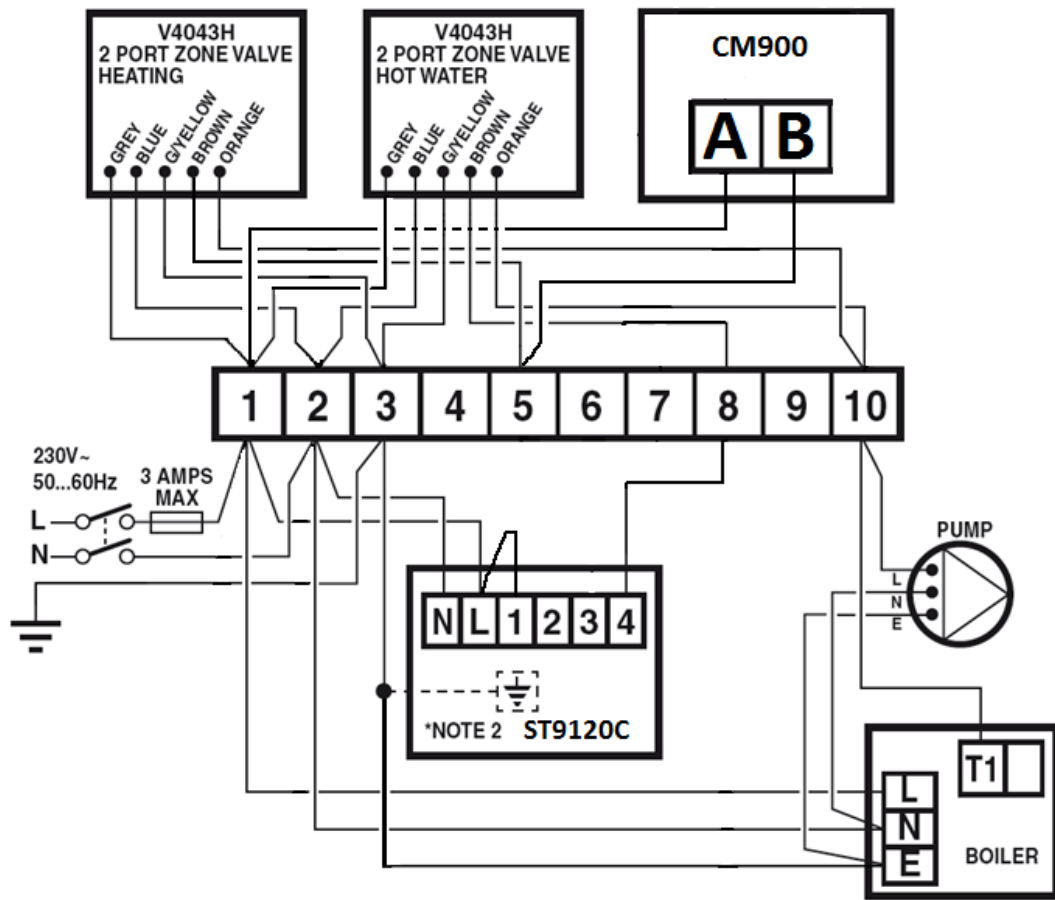 V4043H
2 PORT ZONE VALVE
HEATING
GREY
BLUE
G/YELLOW
BROWN
ORANGE
V4043H
2 PORT ZONE VALVE
HOT WATER
GREY
BLUE
G/YELLOW
BROWN
ORANGE
CM900
A B
1 2 3 4 5 6 7 8 9 10
230V~
50...60Hz
3 AMPS
MAX
L
N
N L 1 2 3 4
*NOTE 2 ST9120C
PUMP
L
N
E
T1
L
N
E
BOILER